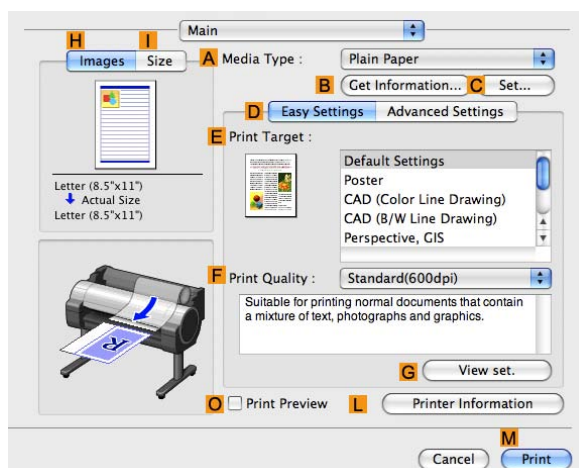 Main
H I
Images Size
A Media Type : Plain Paper
B Get Information... C Set...
D Easy Settings Advanced Settings
E Print Target :
Default Settings
Poster
CAD (Color Line Drawing)
CAD (B/W Line Drawing)
Perspective, GIS
Letter (8.5"x11")
Actual Size
Letter (8.5"x11")
F Print Quality : Standard(600dpi)
Suitable for printing normal documents that contain
a mixture of text, photographs and graphics.
G View set.
O Print Preview L Printer Information
M
Cancel Print